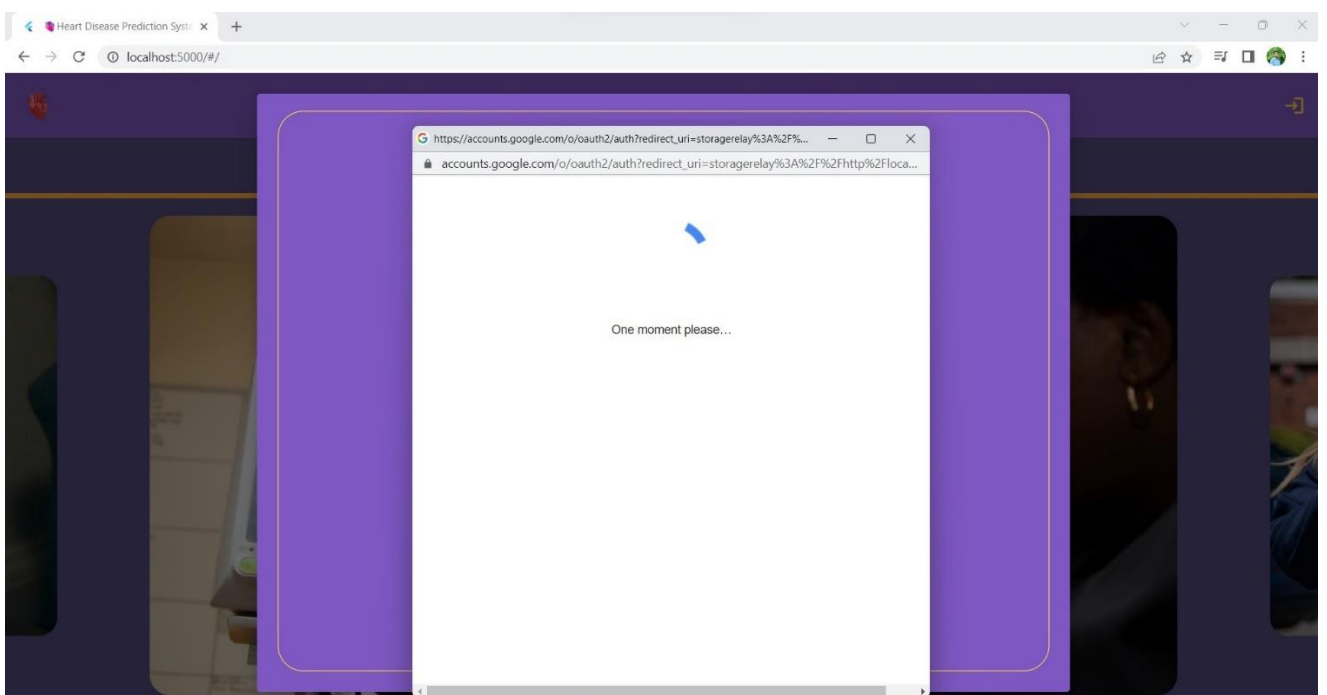 Heart Disease Prediction Syst
localhost:5000/#/
https://accounts.google.com/o/oauth2/auth?redirect_uri=storagerelay%3A%2F%...
accounts.google.com/o/oauth2/auth?redirect_uri=storagerelay%3A%2F%2Fhttp%2Floca...
One moment please...